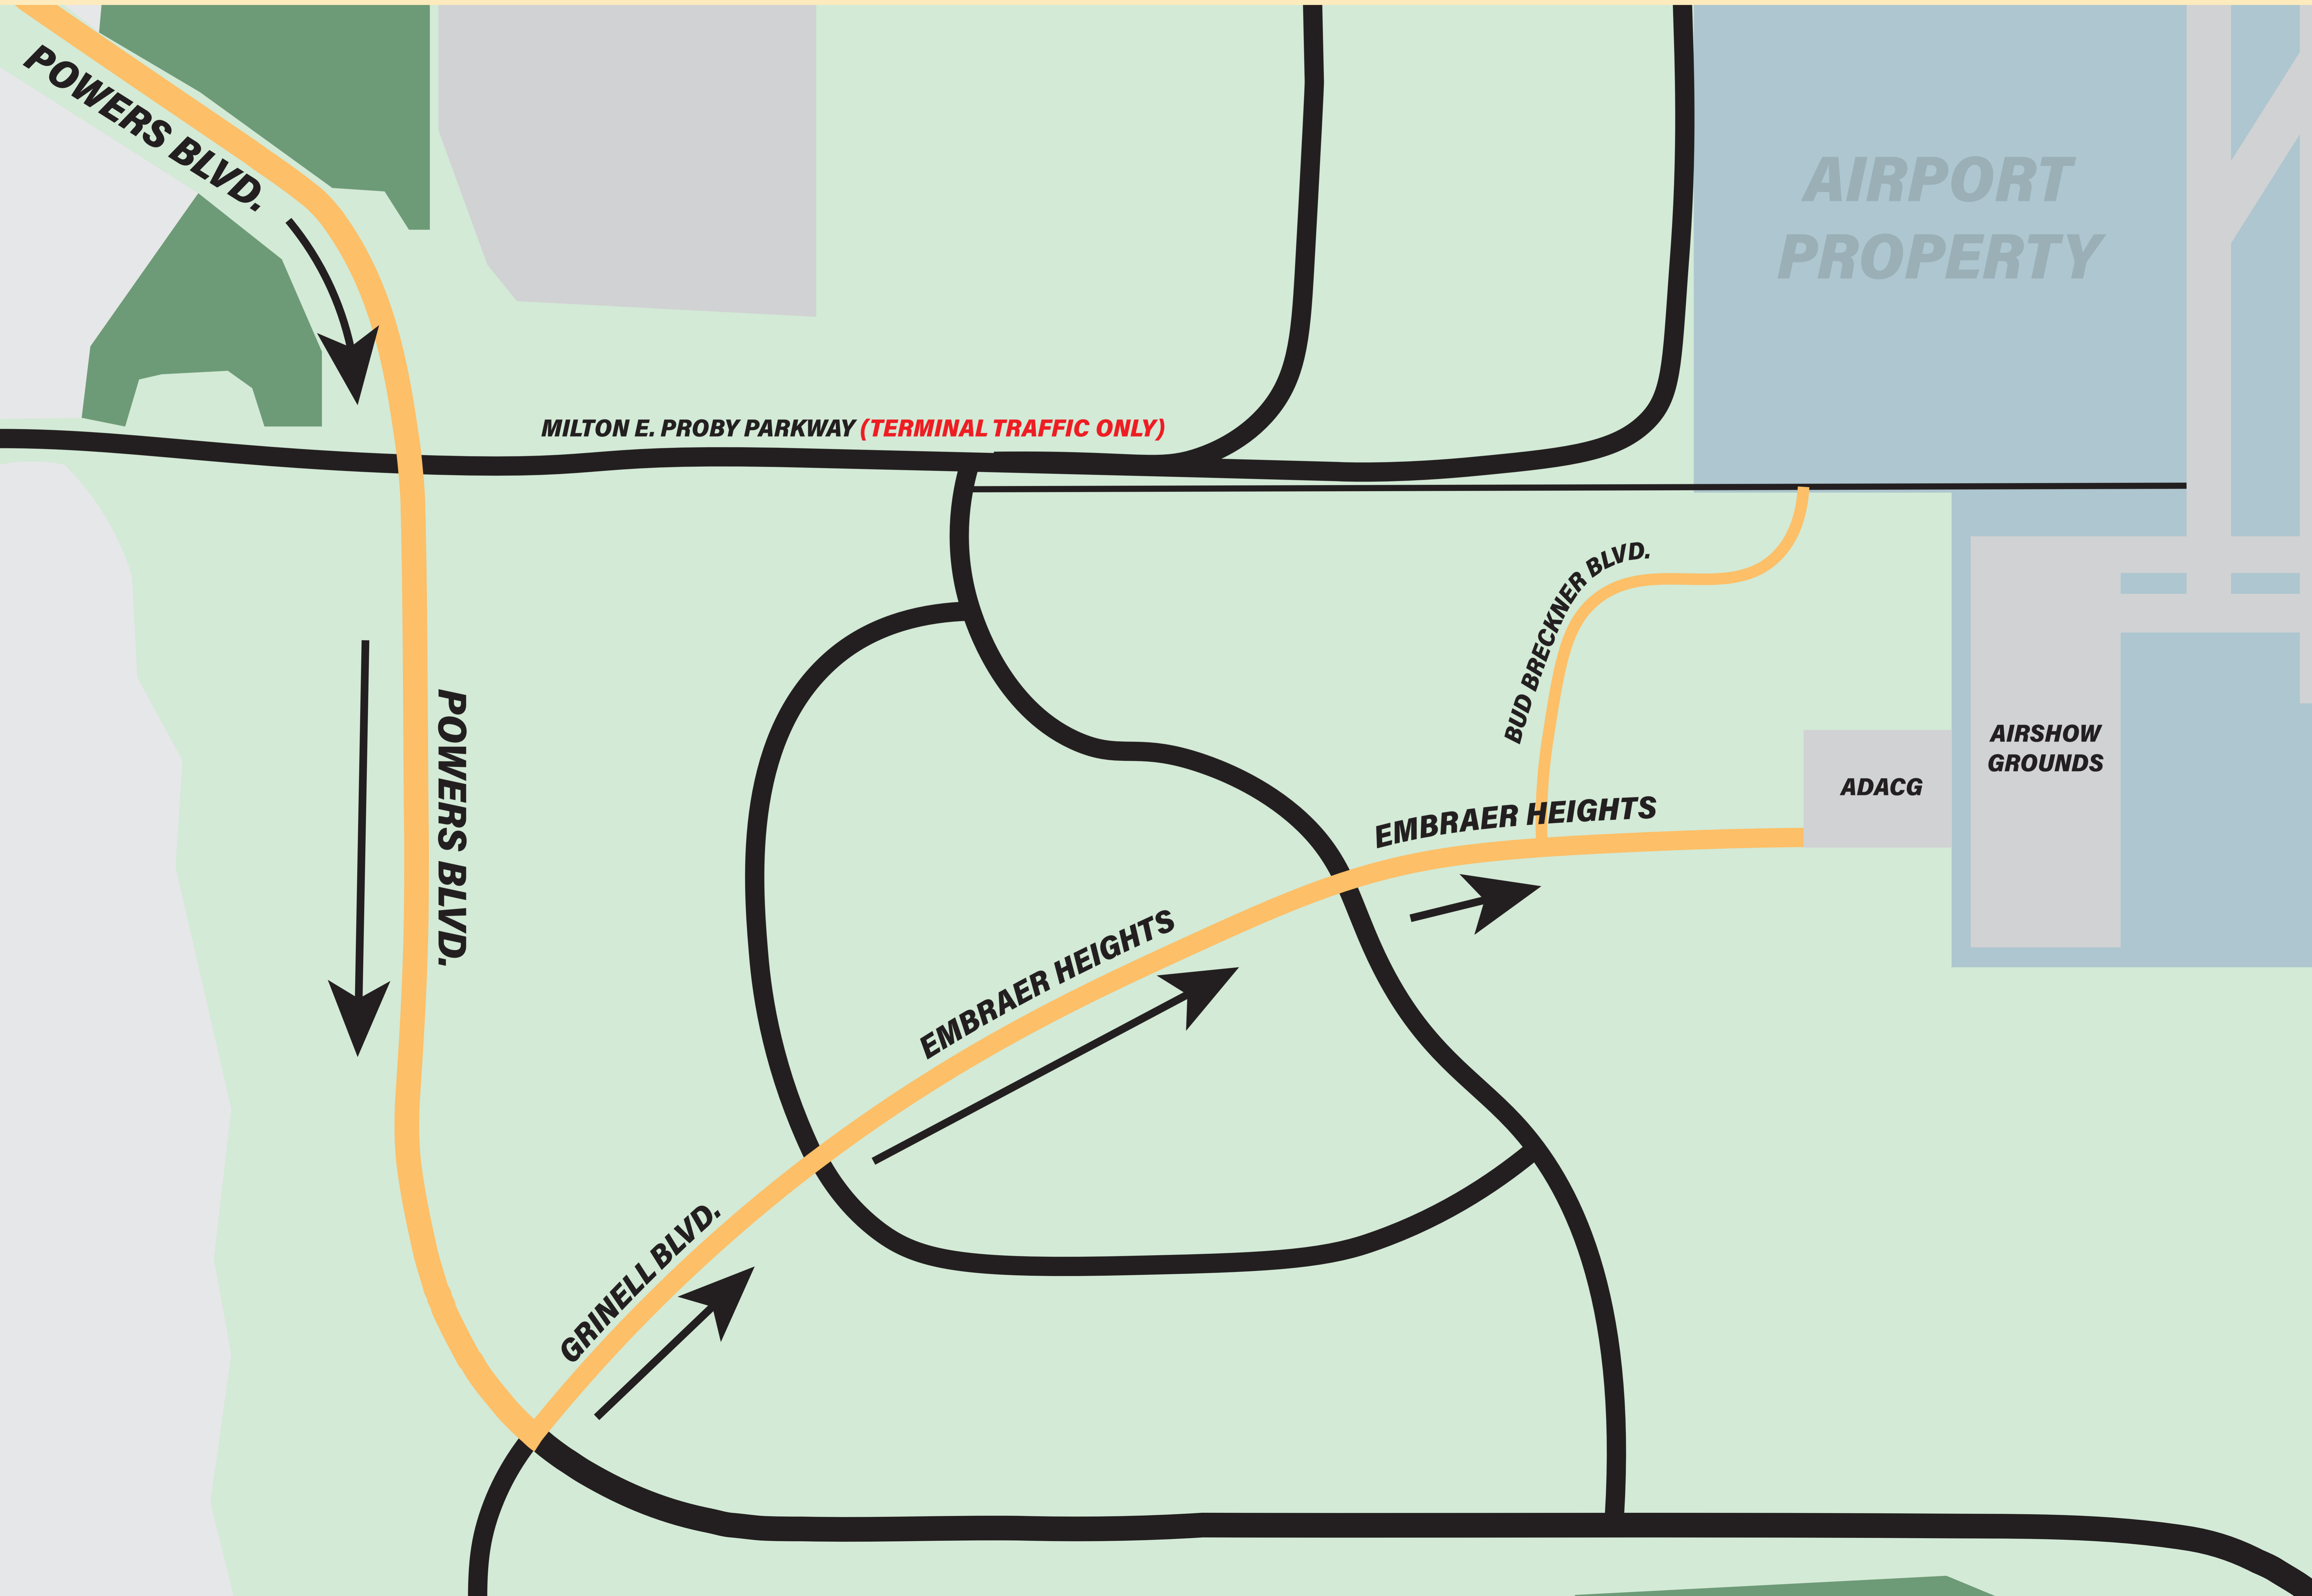 POWERS BLVD.
AIRPORT
PROPERTY
MILTON E. PROBY PARKWAY (TERMINAL TRAFFIC ONLY)
BUD BRECKNER BLVD.
POWERS BLVD.
AIRSHOW
GROUNDS
ADACG
EMBRAER HEIGHTS
EMBRAER HEIGHTS
GRINELL BLVD.